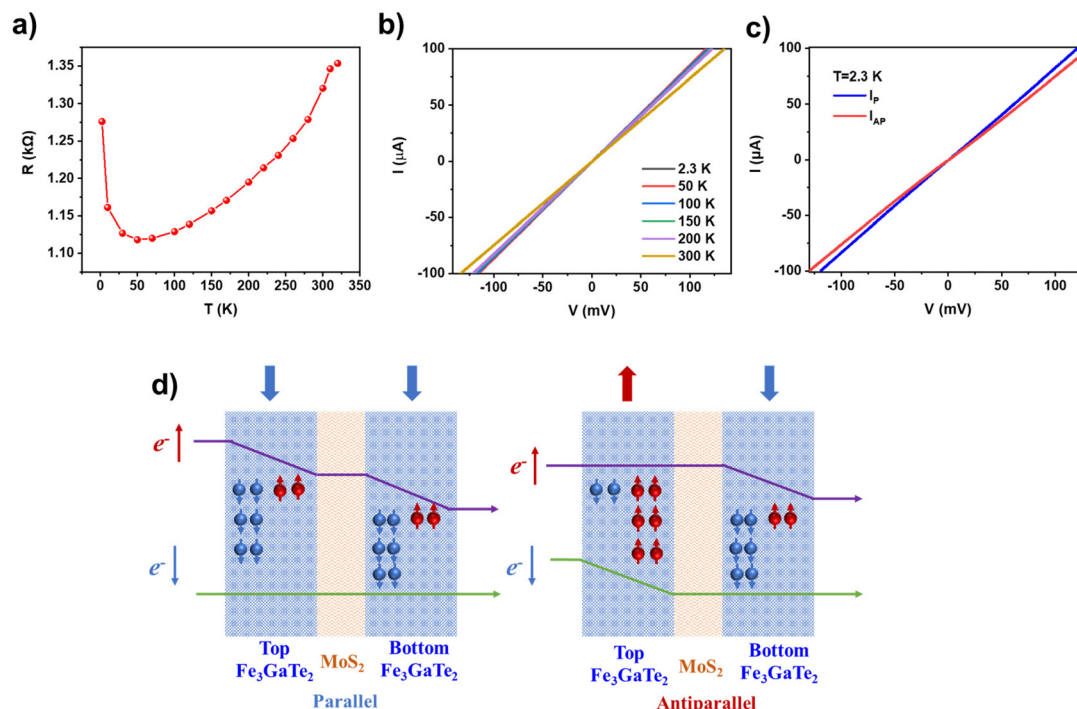 a)
R (kΩ)
1.35
1.30
1.25
1.20
1.15
1.10
0 50 100 150 200 250 300 350
T (K)
b)
I (μA)
100
50
0
-50
-100
2.3 K
50 K
100 K
150 K
200 K
300 K
-100 -50 0 50 100
V (mV)
c)
I (μA)
100
50
0
-50
-100
T=2.3 K
I_P
I_AP
-100 -50 0 50 100
V (mV)
d)
e-
e-
Top
Fe3GaTe2
MoS2
Bottom
Fe3GaTe2
Parallel
e-
e-
Top
Fe3GaTe2
MoS2
Bottom
Fe3GaTe2
Antiparallel